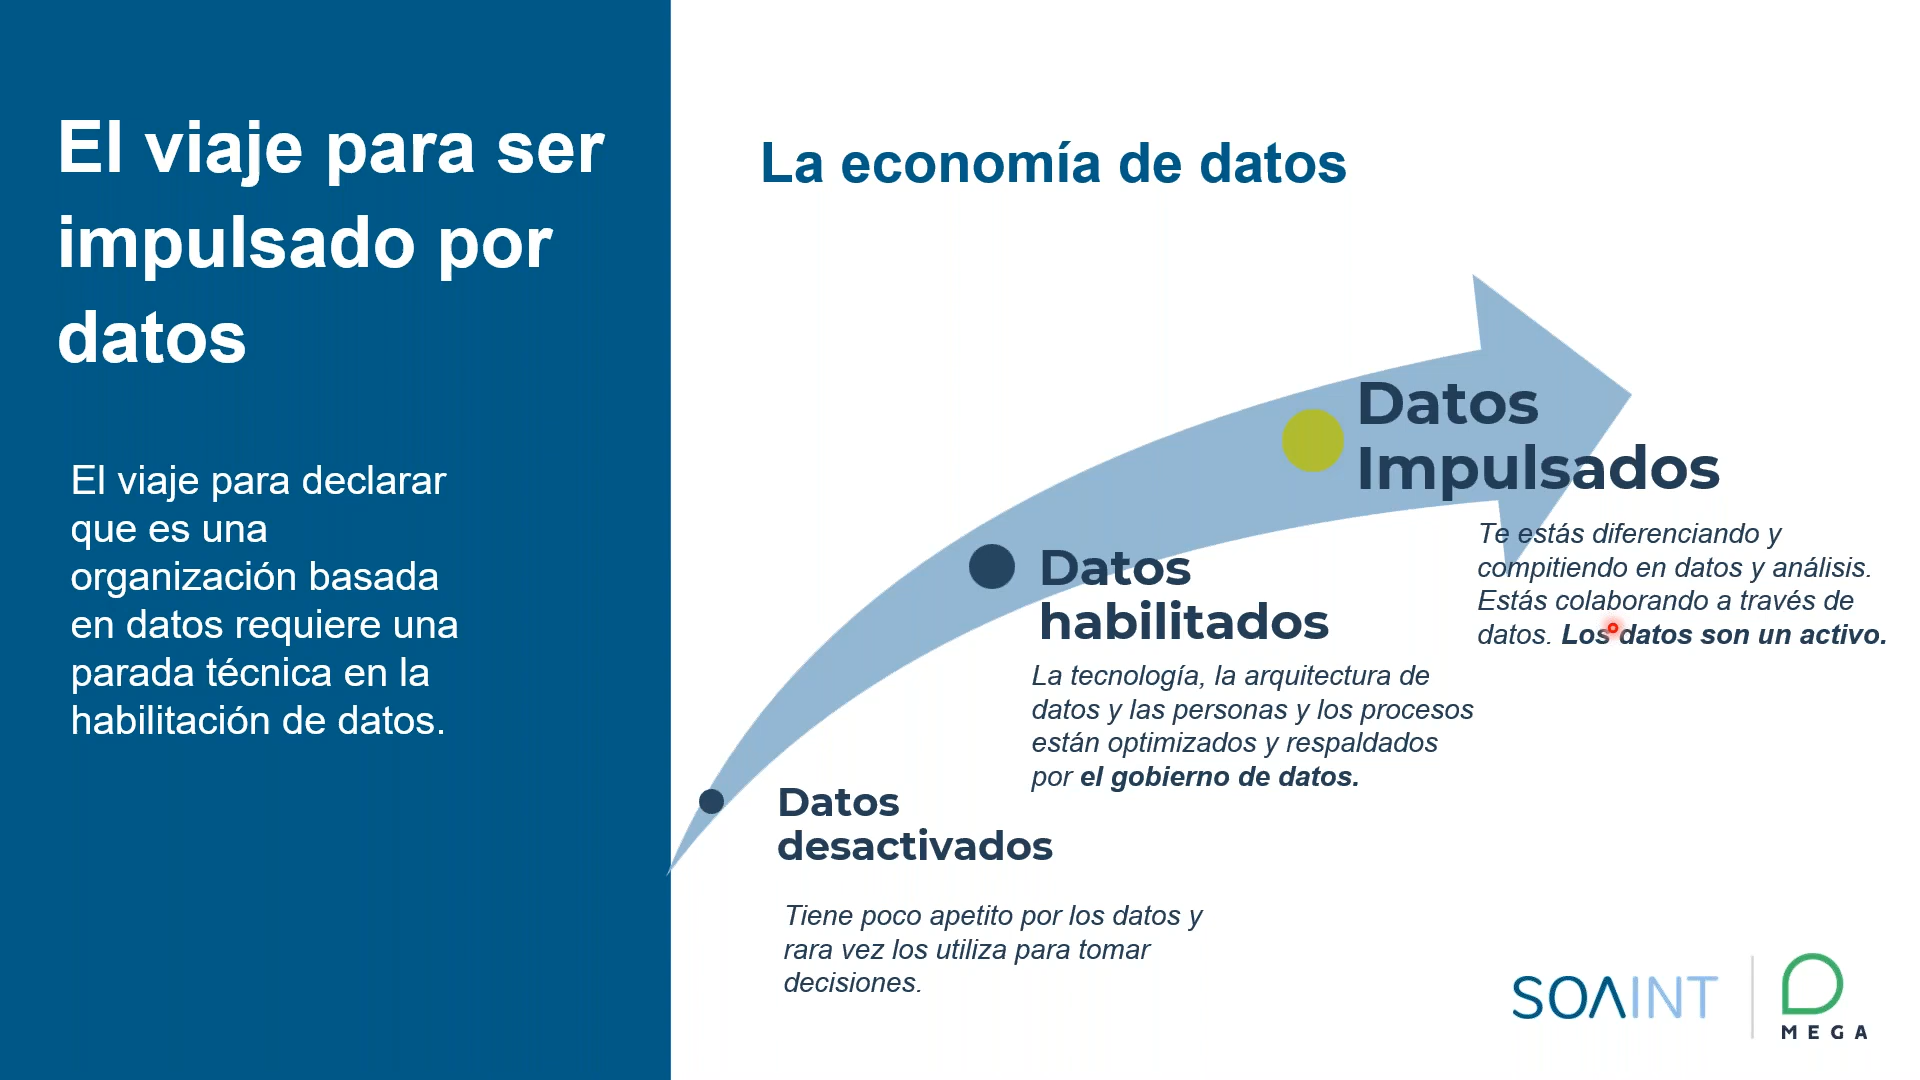 El viaje para ser
impulsado por
datos
El viaje para declarar
que es una
organización basada
en datos requiere una
parada técnica en la
habilitación de datos.
La economía de datos
Datos
Impulsados
Te estás diferenciando y
compitiendo en datos y análisis.
Estás colaborando a través de
datos. Los datos son un activo.
Datos
habilitados
La tecnología, la arquitectura de
datos y las personas y los procesos
están optimizados y respaldados
por el gobierno de datos.
Datos
desactivados
Tiene poco apetito por los datos y
rara vez los utiliza para tomar
decisiones.
SOAINT
MEGA